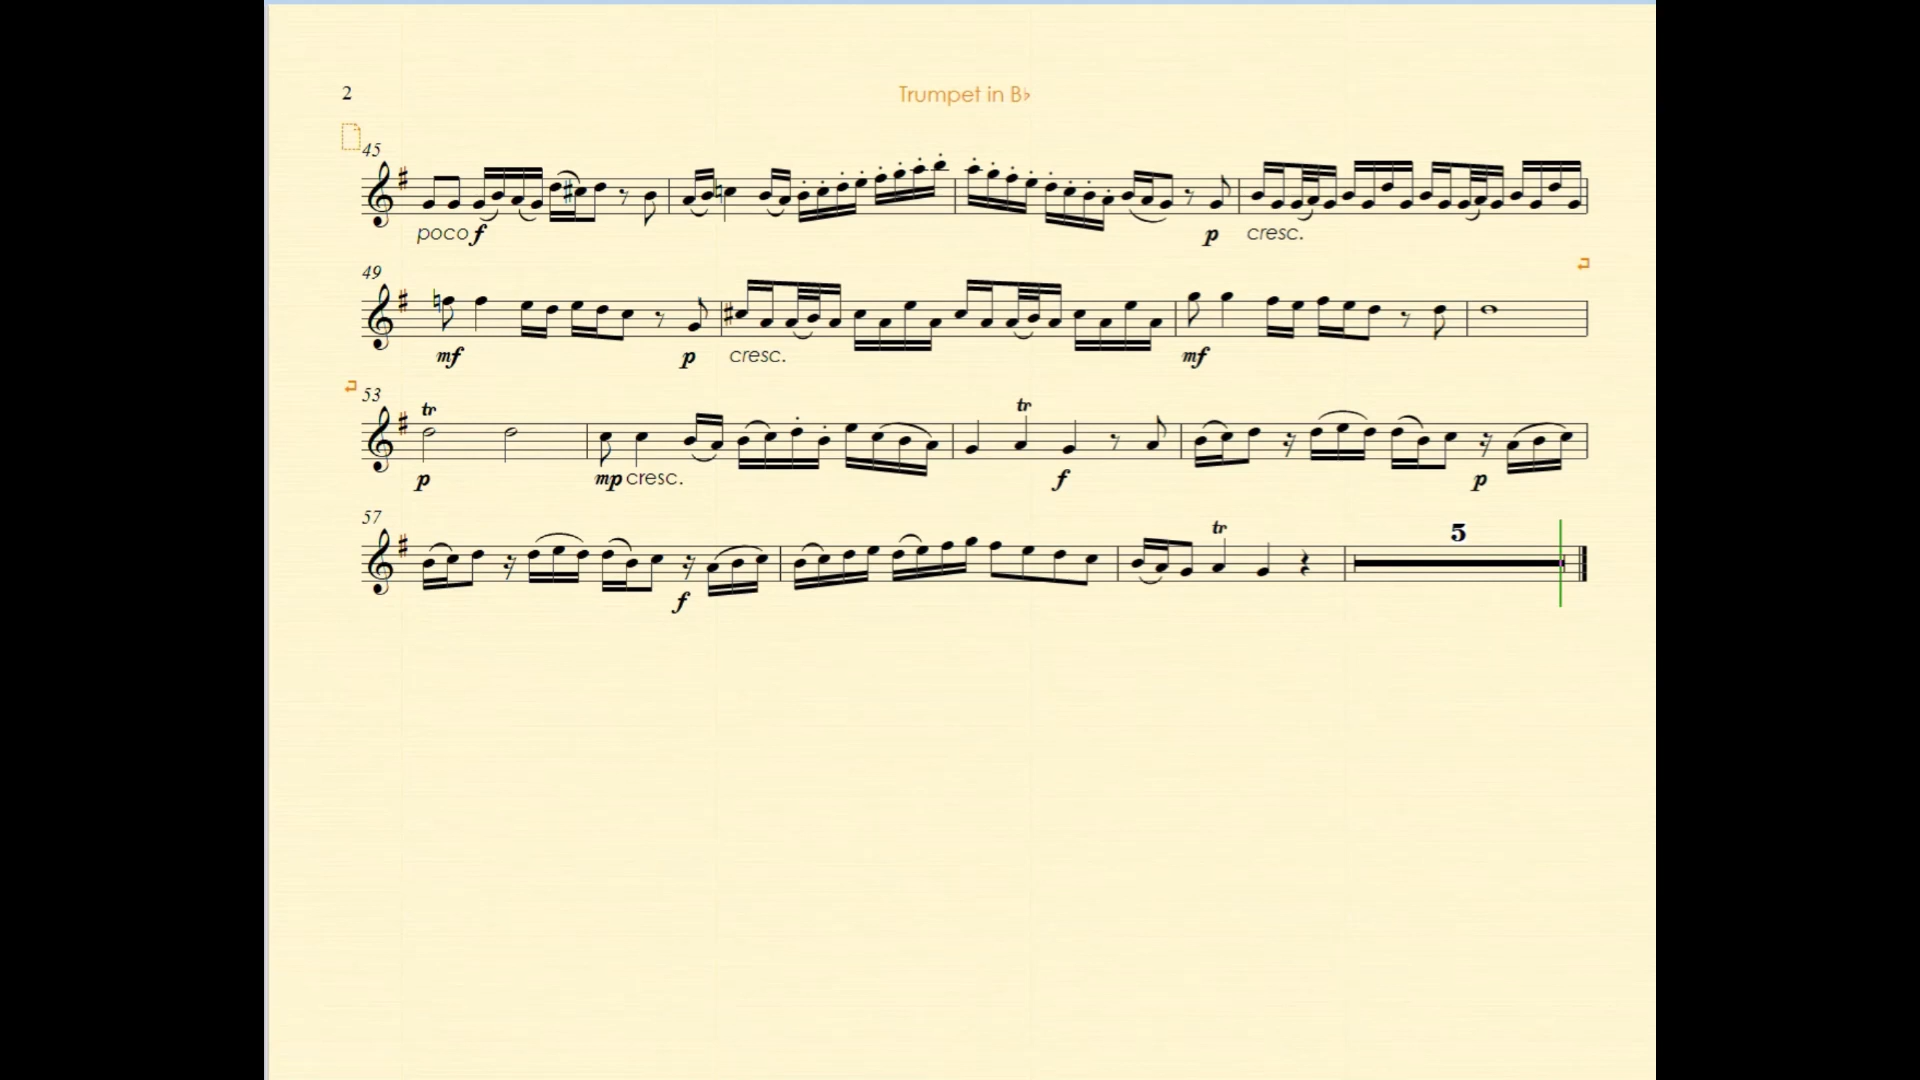 2
Trumpet in B♭
45
poco f
p
cresc.
49
mf
p
cresc.
mf
53
tr
tr
p
mp cresc.
f
p
57
tr
5
f